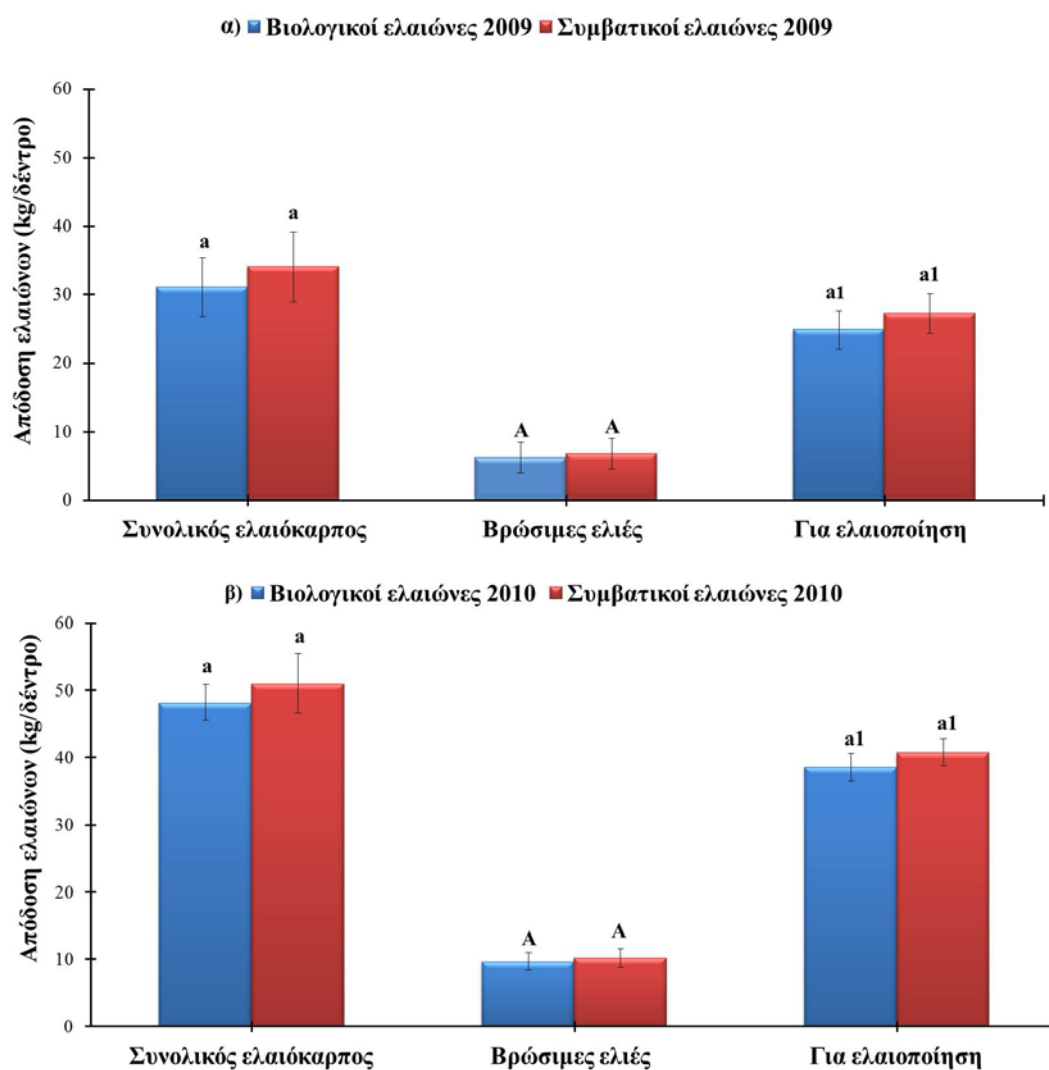 α) Βιολογικοί ελαιώνες 2009 Συμβατικοί ελαιώνες 2009
Απόδοση ελαιώνων (kg/δέντρο)
60
50
40
30
20
10
0
a a
A A
a1 a1
Συνολικός ελαιόκαρπος Βρώσιμες ελιές Για ελαιοποίηση
β) Βιολογικοί ελαιώνες 2010 Συμβατικοί ελαιώνες 2010
Απόδοση ελαιώνων (kg/δέντρο)
60
50
40
30
20
10
0
a a
A A
a1 a1
Συνολικός ελαιόκαρπος Βρώσιμες ελιές Για ελαιοποίηση